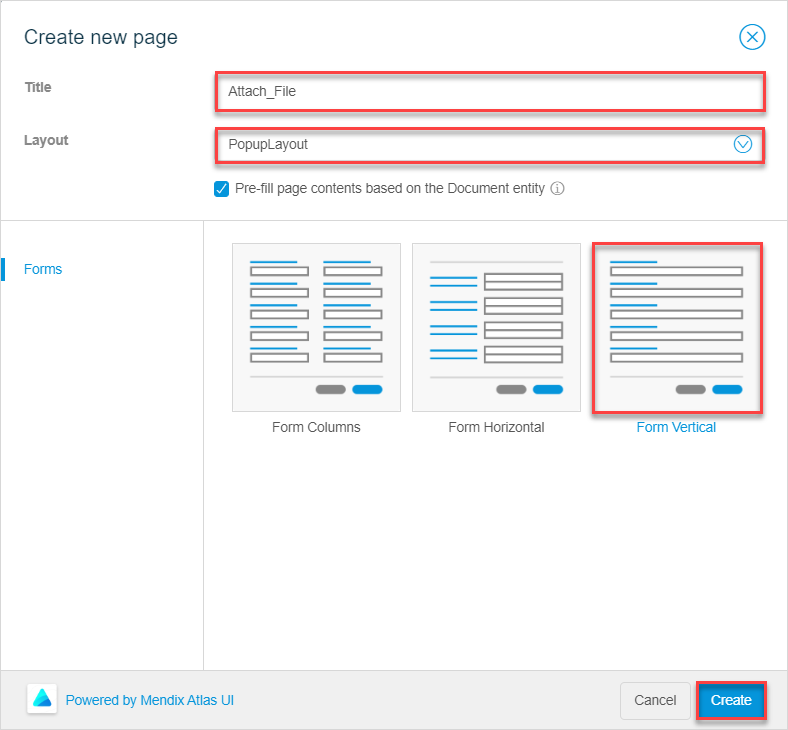 Create new page
Title
Attach_File
Layout
PopupLayout
Pre-fill page contents based on the Document entity
Forms
Form Columns
Form Horizontal
Form Vertical
Powered by Mendix Atlas UI
Cancel
Create